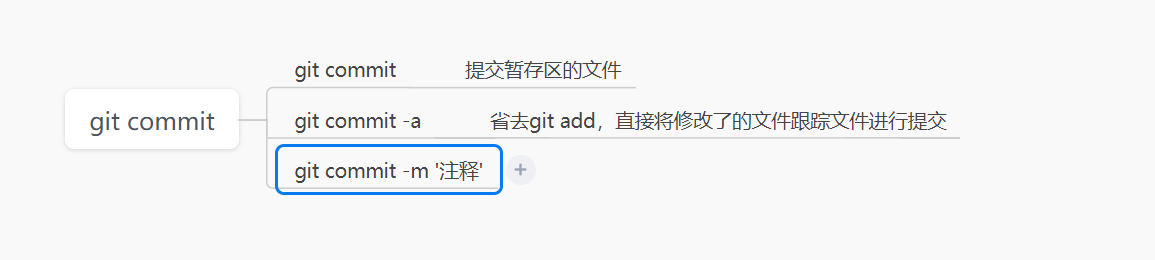 git commit
git commit 提交暂存区的文件
git commit -a 省去git add，直接将修改了的文件跟踪文件进行提交
git commit -m '注释'